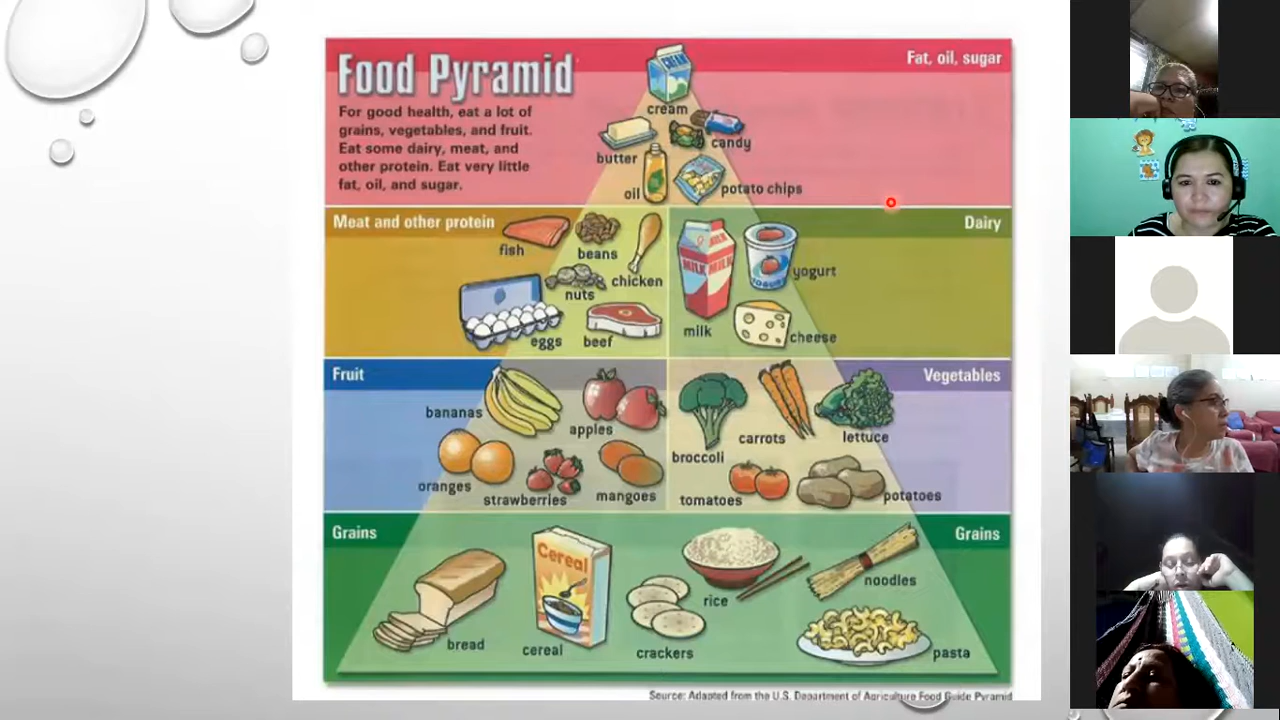 Food Pyramid
For good health, eat a lot of
grains, vegetables, and fruit.
Eat some dairy, meat, and
other protein. Eat very little
fat, oil, and sugar.
Fat, oil, sugar
CREAM
cream
butter
candy
oil
potato chips
Meat and other protein
fish
beans
chicken
nuts
eggs
beef
Dairy
MILK
MILK
yogurt
YOGURT
milk
cheese
Fruit
bananas
apples
oranges
strawberries
mangoes
Vegetables
broccoli
carrots
lettuce
tomatoes
potatoes
Grains
Grains
Cereal
bread
cereal
crackers
rice
noodles
pasta
Source: Adapted from the U.S. Department of Agriculture Food Guide Pyramid